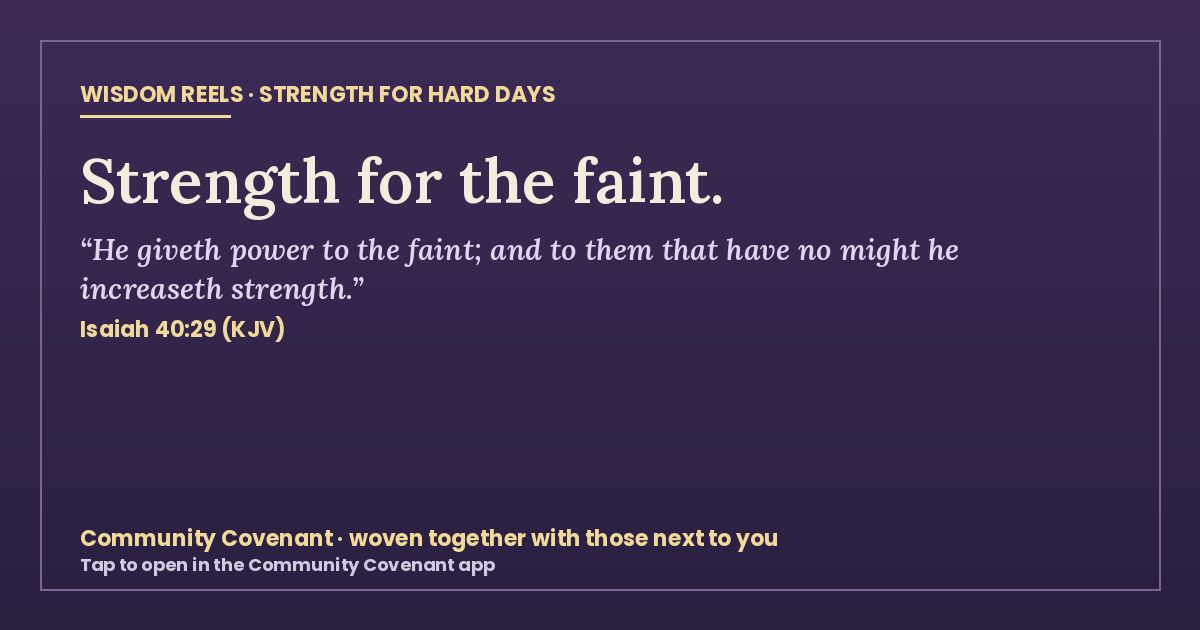 WISDOM REELS · STRENGTH FOR HARD DAYS
Strength for the faint.
“He giveth power to the faint; and to them that have no might he
increaseth strength.”
Isaiah 40:29 (KJV)
Community Covenant · woven together with those next to you
Tap to open in the Community Covenant app